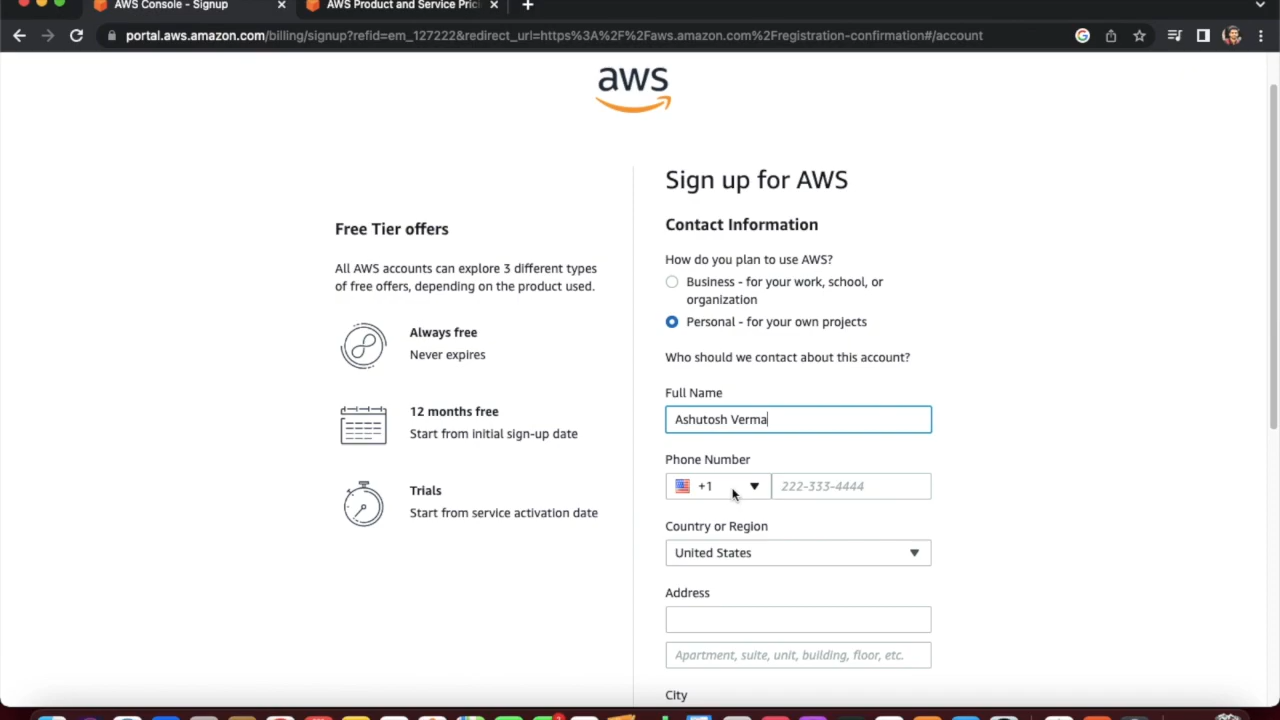 AWS Console - Signup
AWS Product and Service Pric
portal.aws.amazon.com/billing/signup?refid=em_127222&redirect_url=https%3A%2F%2Faws.amazon.com%2Fregistration-confirmation#/account
aws
Sign up for AWS
Free Tier offers
Contact Information
All AWS accounts can explore 3 different types
of free offers, depending on the product used.
How do you plan to use AWS?
Business - for your work, school, or
organization
Always free
Never expires
Personal - for your own projects
Who should we contact about this account?
Full Name
12 months free
Start from initial sign-up date
Ashutosh Verma
Phone Number
+1
222-333-4444
Trials
Start from service activation date
Country or Region
United States
Address
Apartment, suite, unit, building, floor, etc.
City